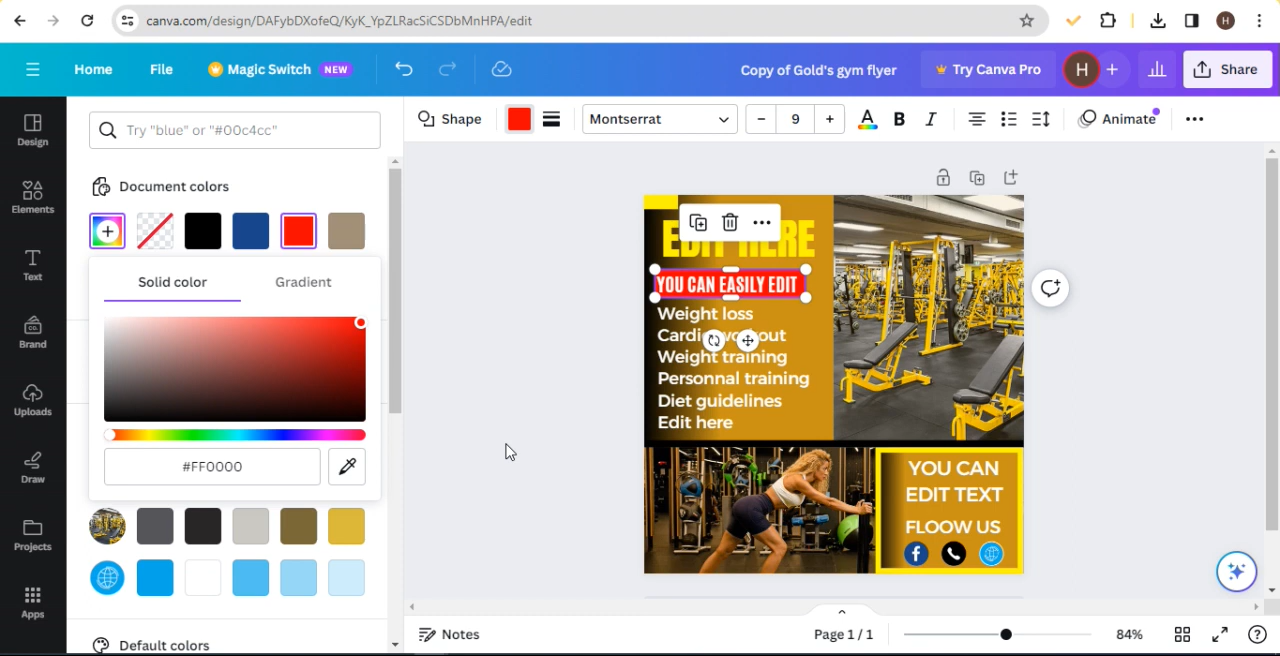 canva.com/design/DAFybDXofeQ/KyK_YpZLRacSiCSDbMnHPA/edit
H
Home
File
Magic Switch NEW
Copy of Gold's gym flyer
Try Canva Pro
H
+
Share
Design
Elements
Text
Brand
CO.
Uploads
Draw
Projects
Apps
Try "blue" or "#00c4cc"
Document colors
Solid color
Gradient
#FF0000
Default colors
Shape
Montserrat
− 9 +
A
B
I
Animate
EDIT HERE
YOU CAN EASILY EDIT
Weight loss
Cardio workout
Weight training
Personnal training
Diet guidelines
Edit here
YOU CAN
EDIT TEXT
FLOOW US
f
Notes
Page 1 / 1
84%
?